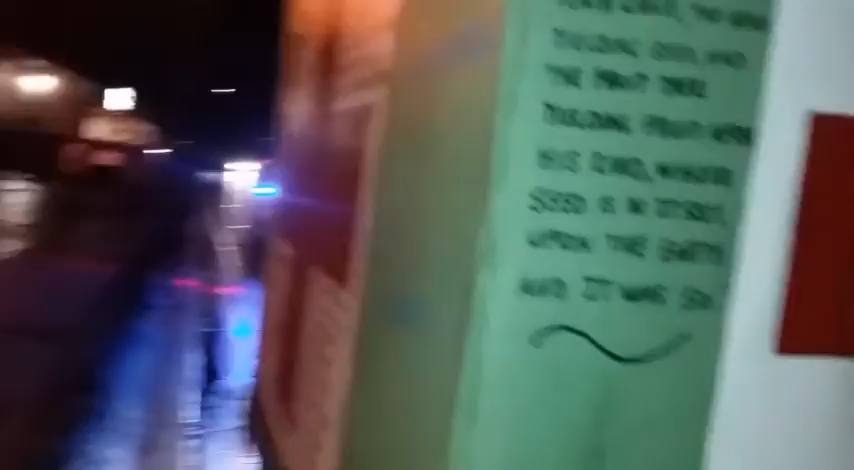 YIELDING SEED, AND
THE FRUIT TREE
YIELDING FRUIT AFTER
HIS KIND, WHOSE
SEED IS IN ITSELF,
UPON THE EARTH
AND IT WAS SO